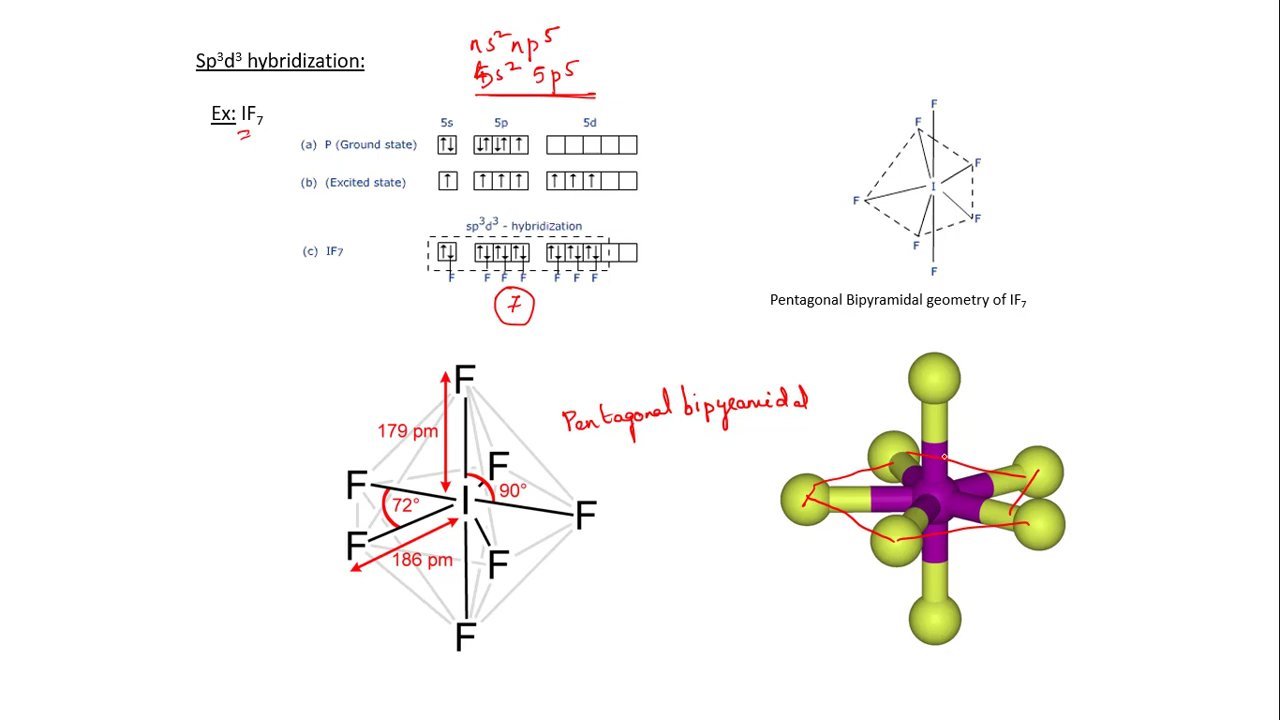 Sp³d³ hybridization:
ns² np⁵
5s² 5p⁵
Ex: IF₇
5s 5p 5d
(a) P (Ground state)
(b) (Excited state)
sp³d³ - hybridization
(c) IF7
F F F F F F F
7
F
F
F
I
F
F
F
F
Pentagonal Bipyramidal geometry of IF₇
F
Pentagonal bipyramidal
179 pm
F
F
90°
72°
I
F
F
186 pm
F
F